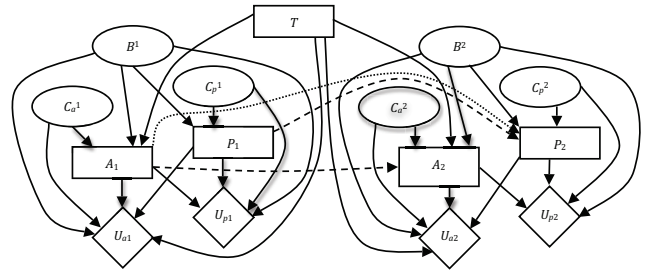 T
B¹ B²
Cₚ¹ Cₚ²
Cₐ¹ Cₐ²
P₁ P₂
A₁ A₂
Uₚ₁ Uₚ₂
Uₐ₁ Uₐ₂